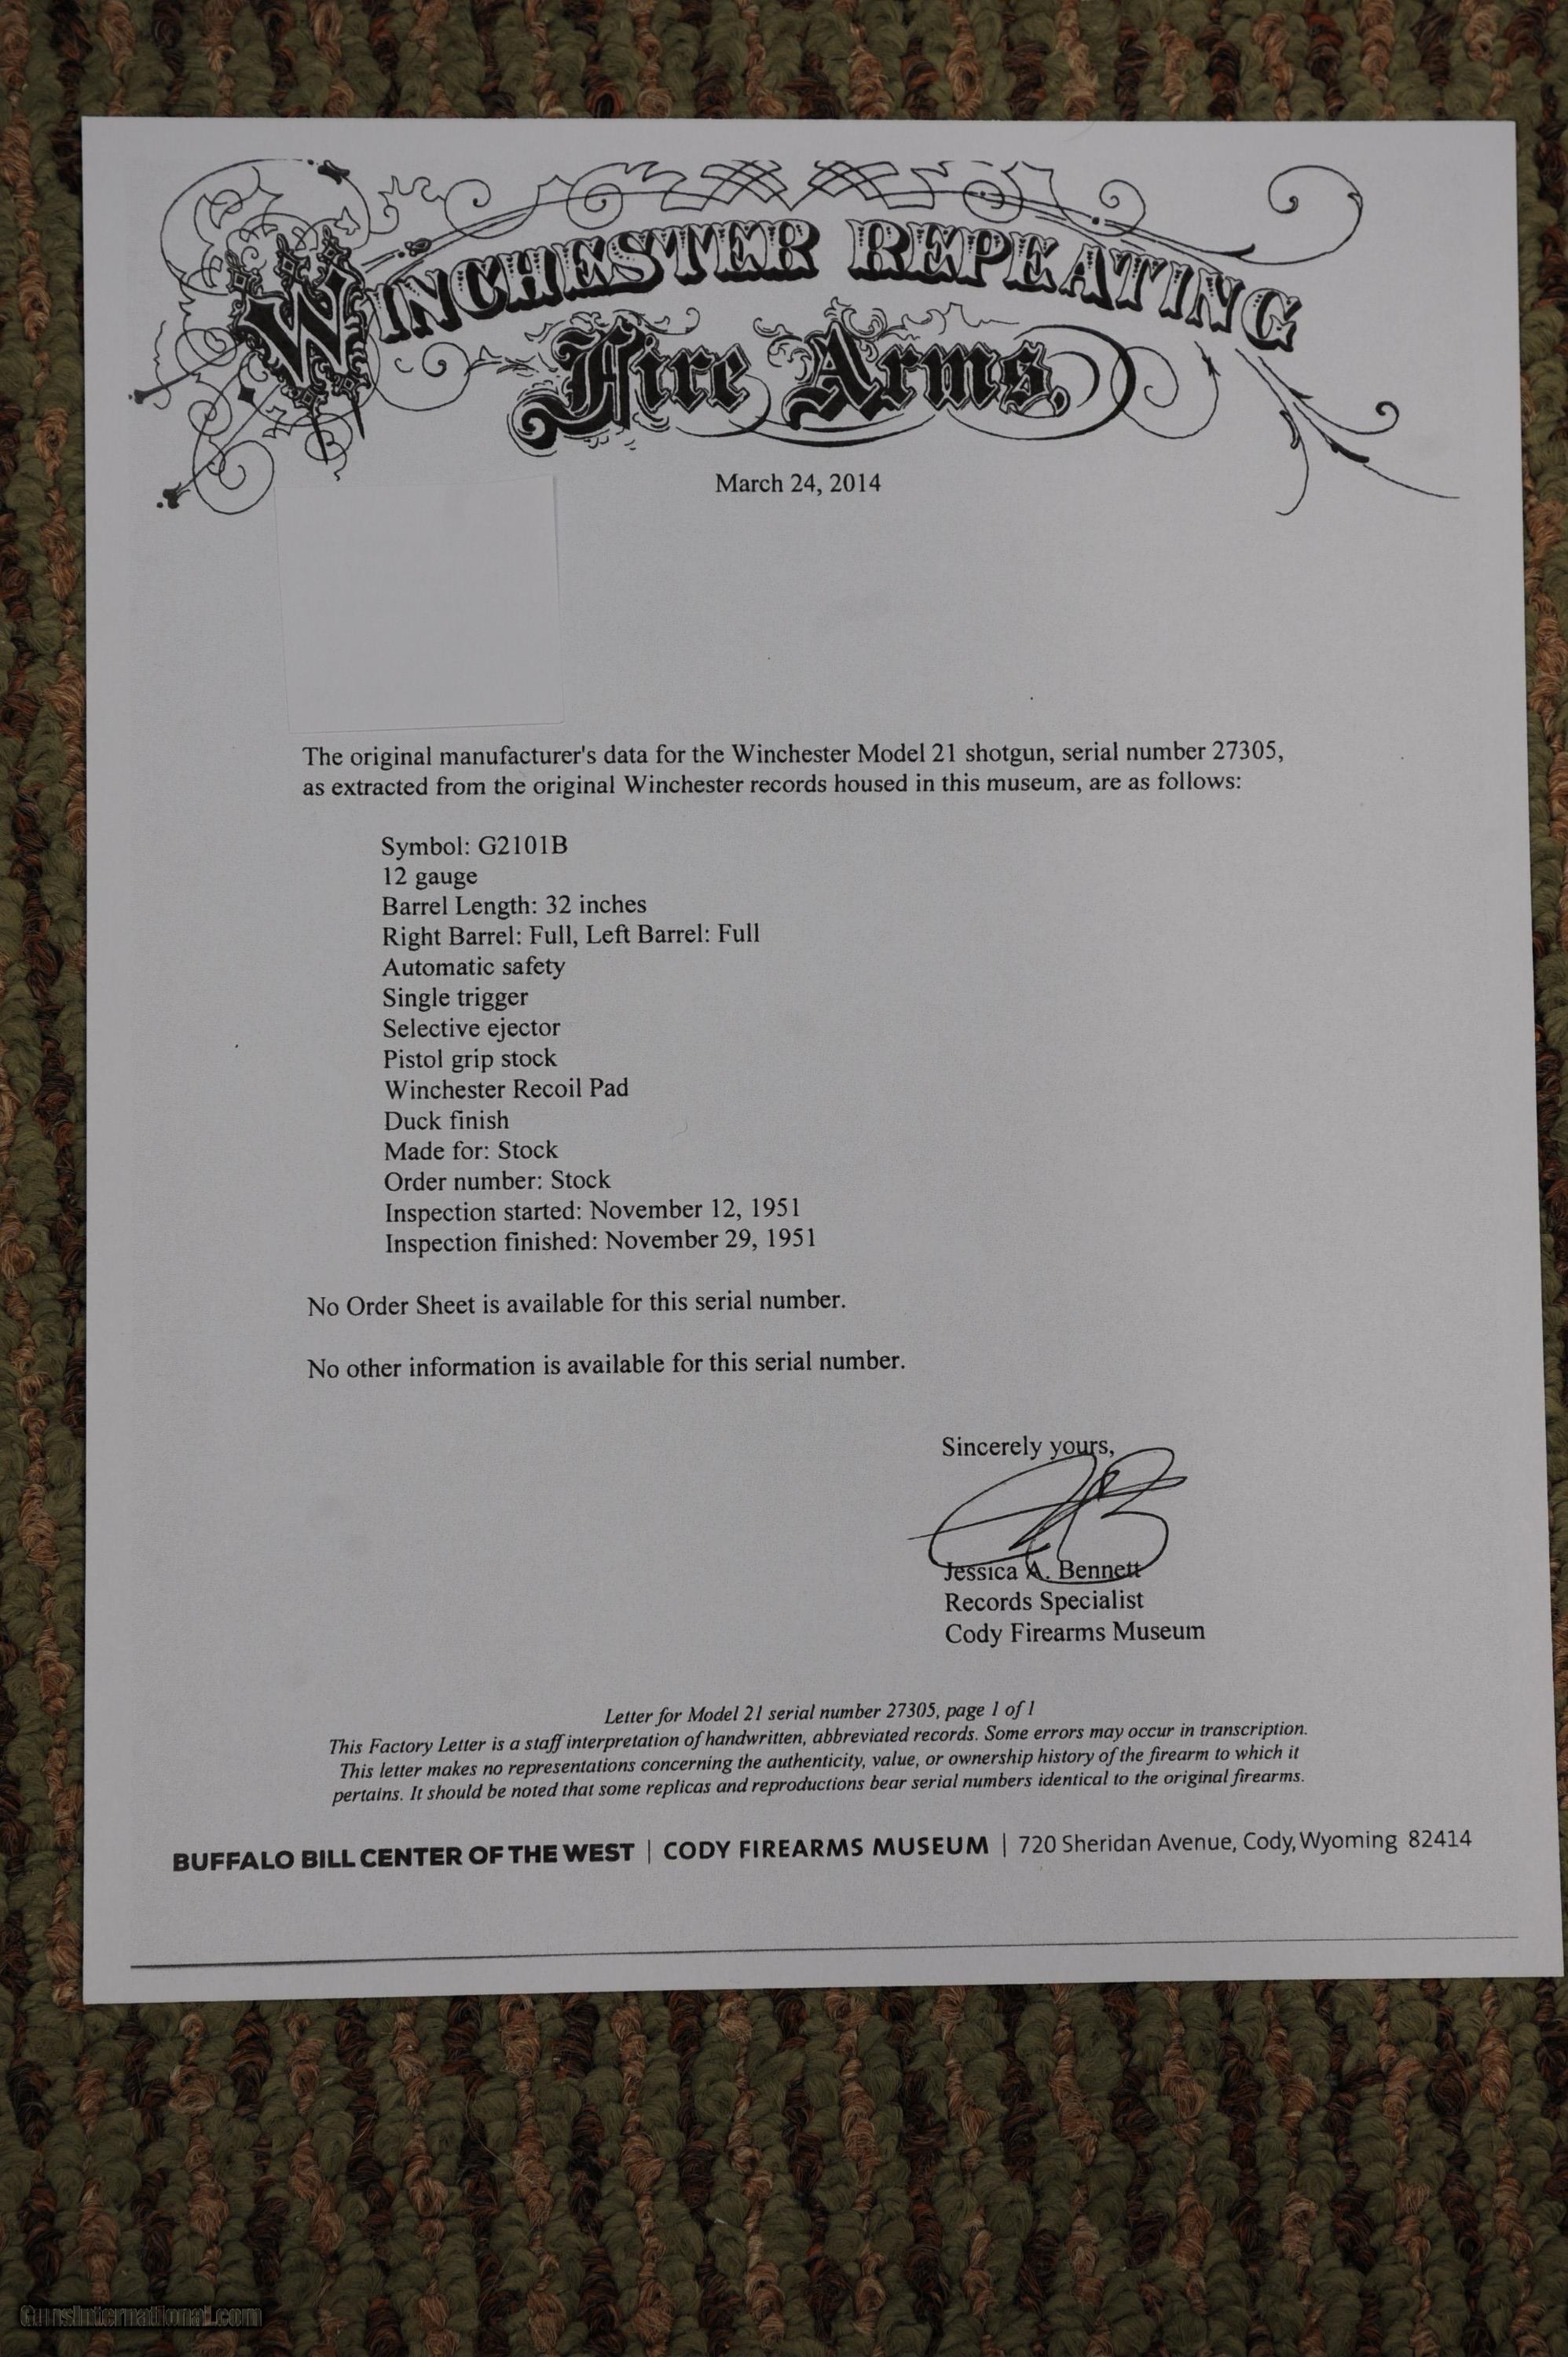 WINCHESTER REPEATING
Fire Arms,
March 24, 2014
The original manufacturer's data for the Winchester Model 21 shotgun, serial number 27305,
as extracted from the original Winchester records housed in this museum, are as follows:
Symbol: G2101B
12 gauge
Barrel Length: 32 inches
Right Barrel: Full, Left Barrel: Full
Automatic safety
Single trigger
Selective ejector
Pistol grip stock
Winchester Recoil Pad
Duck finish
Made for: Stock
Order number: Stock
Inspection started: November 12, 1951
Inspection finished: November 29, 1951
No Order Sheet is available for this serial number.
No other information is available for this serial number.
Sincerely yours,
Jessica A. Bennett
Records Specialist
Cody Firearms Museum
Letter for Model 21 serial number 27305, page 1 of 1
This Factory Letter is a staff interpretation of handwritten, abbreviated records. Some errors may occur in transcription.
This letter makes no representations concerning the authenticity, value, or ownership history of the firearm to which it
pertains. It should be noted that some replicas and reproductions bear serial numbers identical to the original firearms.
BUFFALO BILL CENTER OF THE WEST | CODY FIREARMS MUSEUM | 720 Sheridan Avenue, Cody, Wyoming 82414
GunsInternational.com